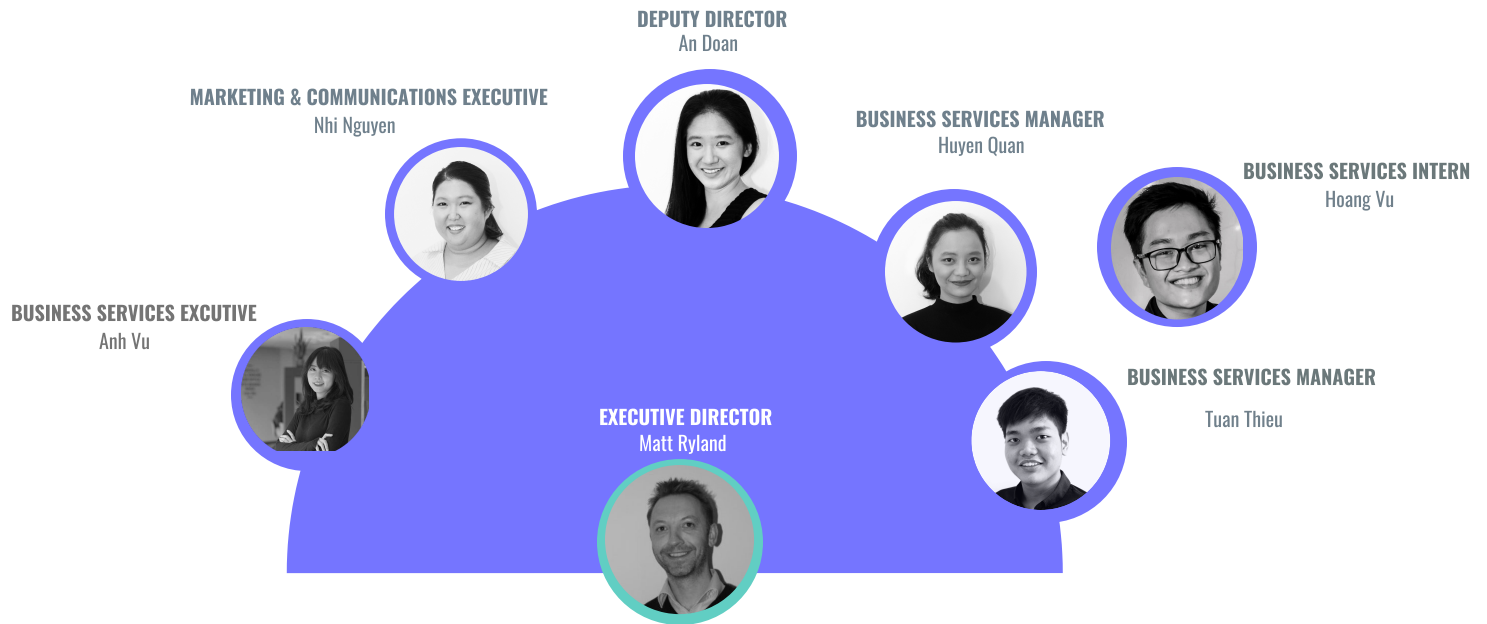 DEPUTY DIRECTOR
An Doan
MARKETING & COMMUNICATIONS EXECUTIVE
Nhi Nguyen
BUSINESS SERVICES MANAGER
Huyen Quan
BUSINESS SERVICES INTERN
Hoang Vu
BUSINESS SERVICES EXCUTIVE
Anh Vu
BUSINESS SERVICES MANAGER
Tuan Thieu
EXECUTIVE DIRECTOR
Matt Ryland